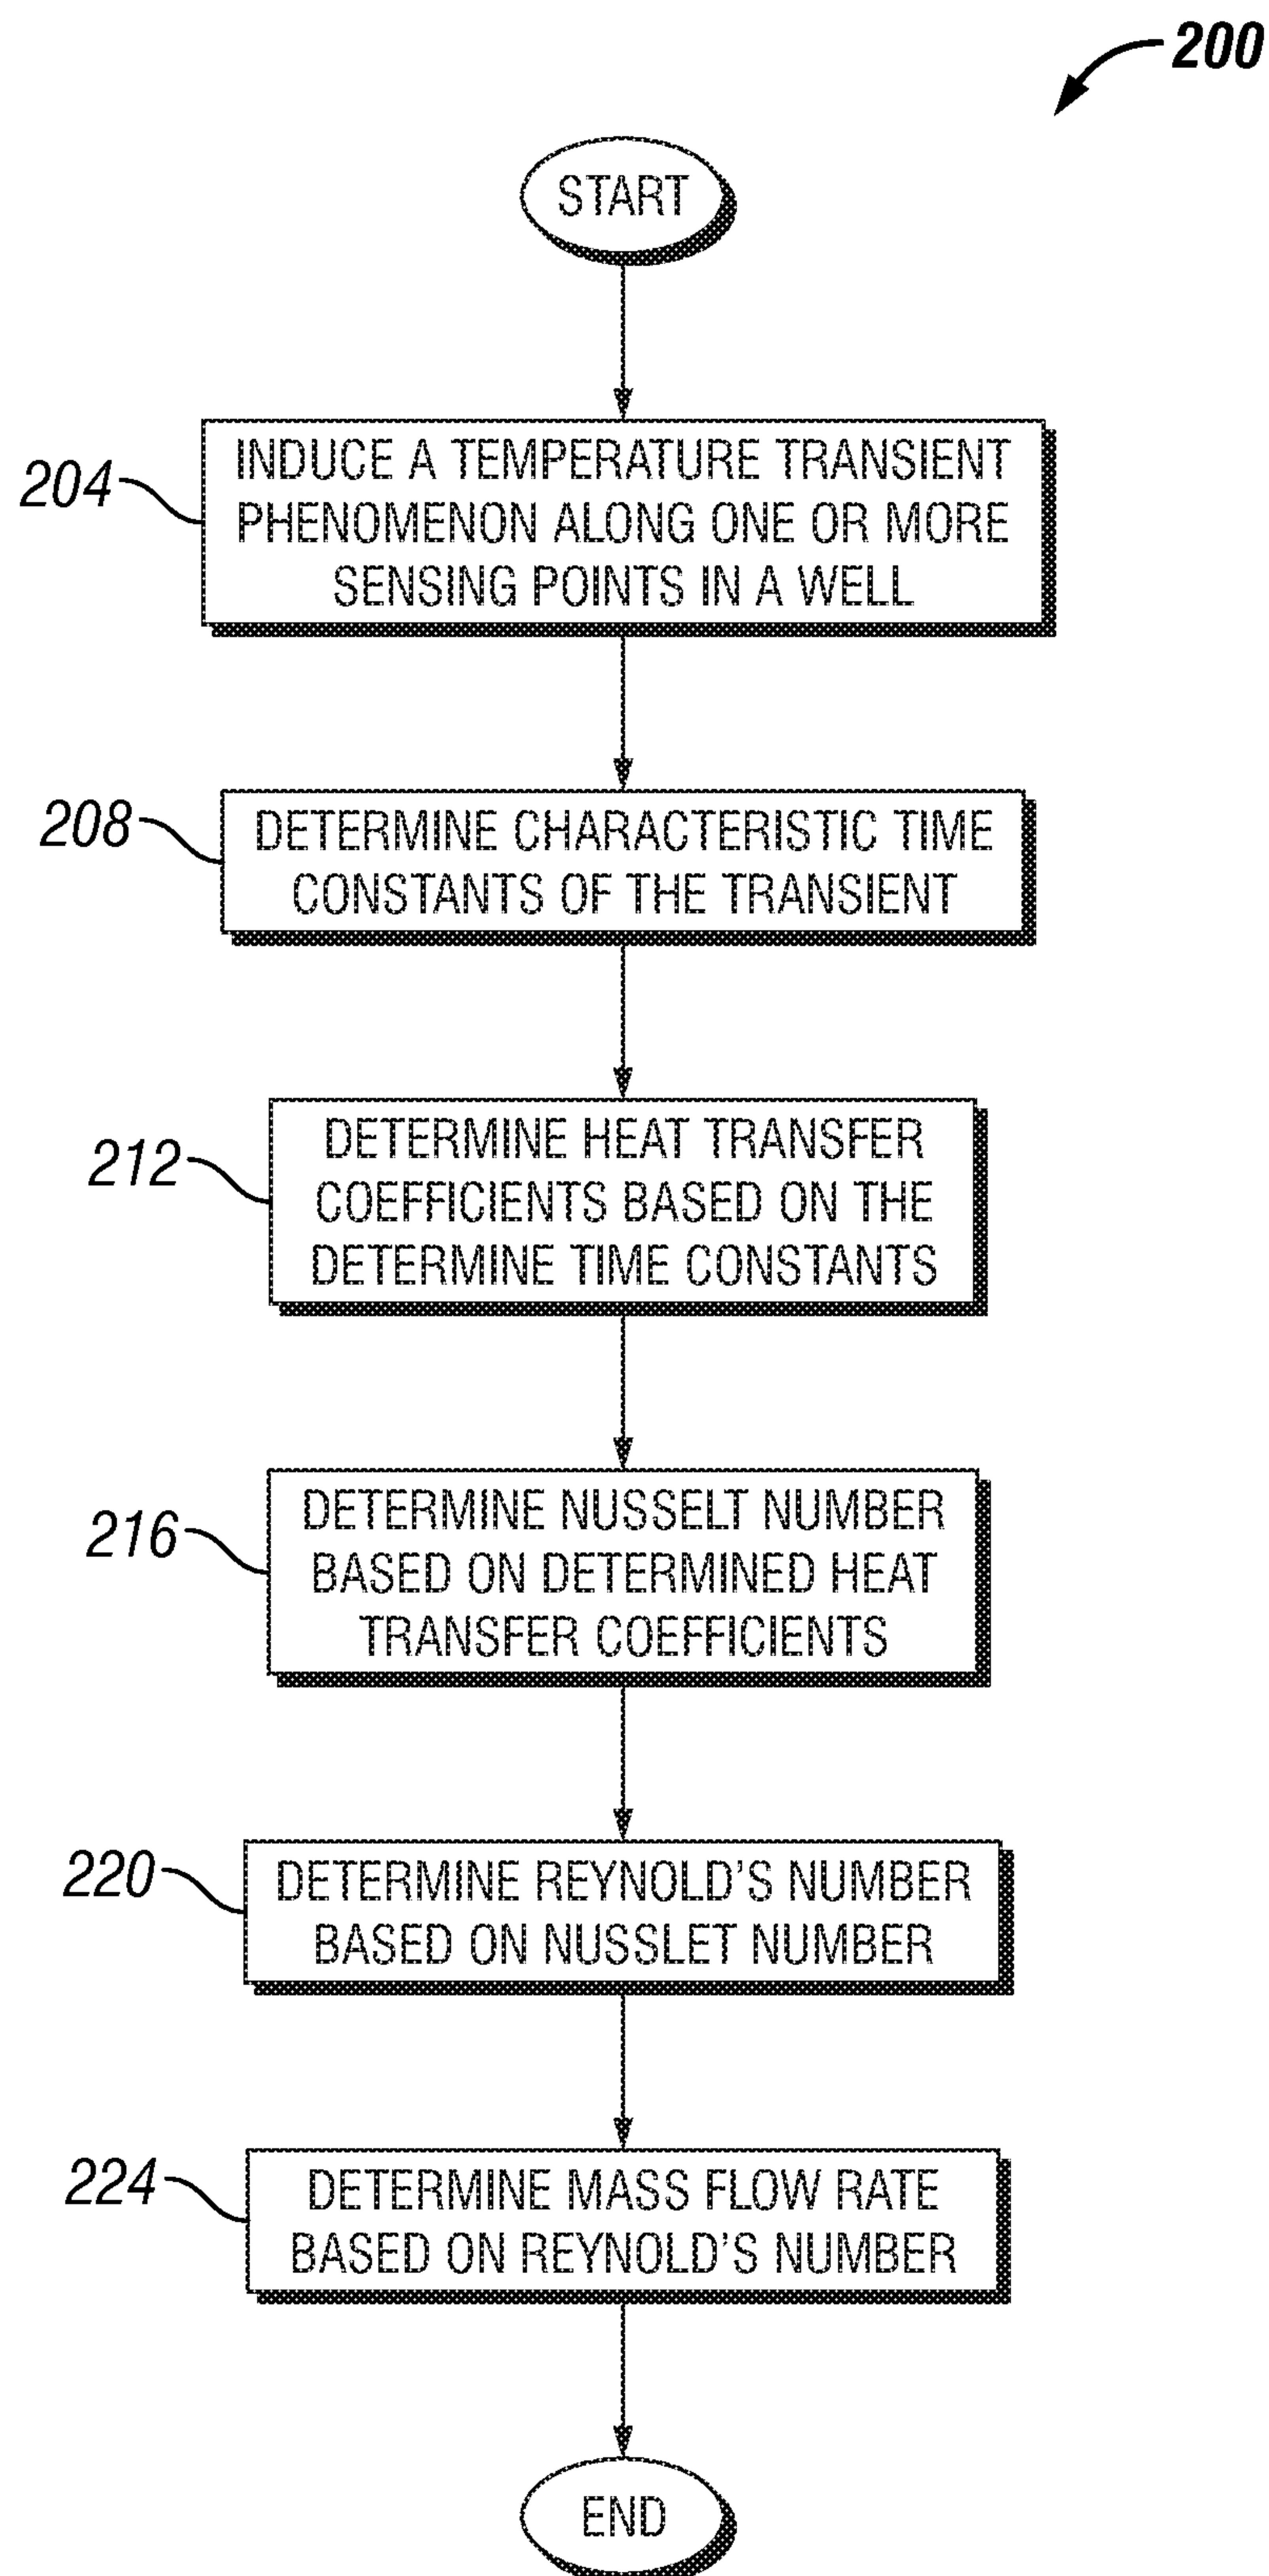 200
START
204
INDUCE A TEMPERATURE TRANSIENT
PHENOMENON ALONG ONE OR MORE
SENSING POINTS IN A WELL
208
DETERMINE CHARACTERISTIC TIME
CONSTANTS OF THE TRANSIENT
212
DETERMINE HEAT TRANSFER
COEFFICIENTS BASED ON THE
DETERMINE TIME CONSTANTS
216
DETERMINE NUSSELT NUMBER
BASED ON DETERMINED HEAT
TRANSFER COEFFICIENTS
220
DETERMINE REYNOLD'S NUMBER
BASED ON NUSSLET NUMBER
224
DETERMINE MASS FLOW RATE
BASED ON REYNOLD'S NUMBER
END